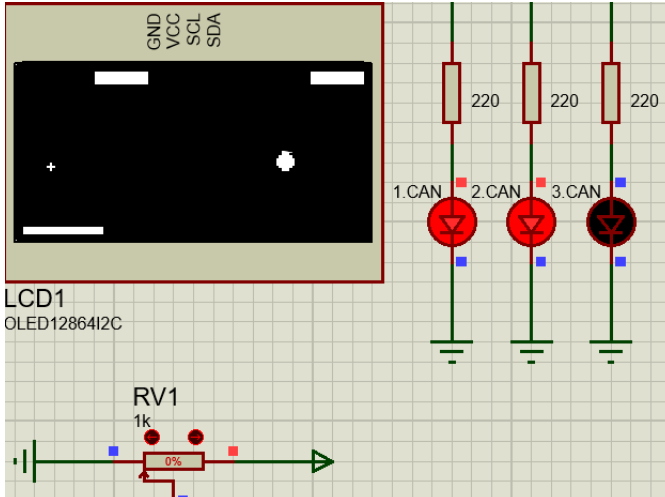 GND
VCC
SCL
SDA
220
220
220
1.CAN
2.CAN
3.CAN
LCD1
OLED12864I2C
RV1
1k
0%